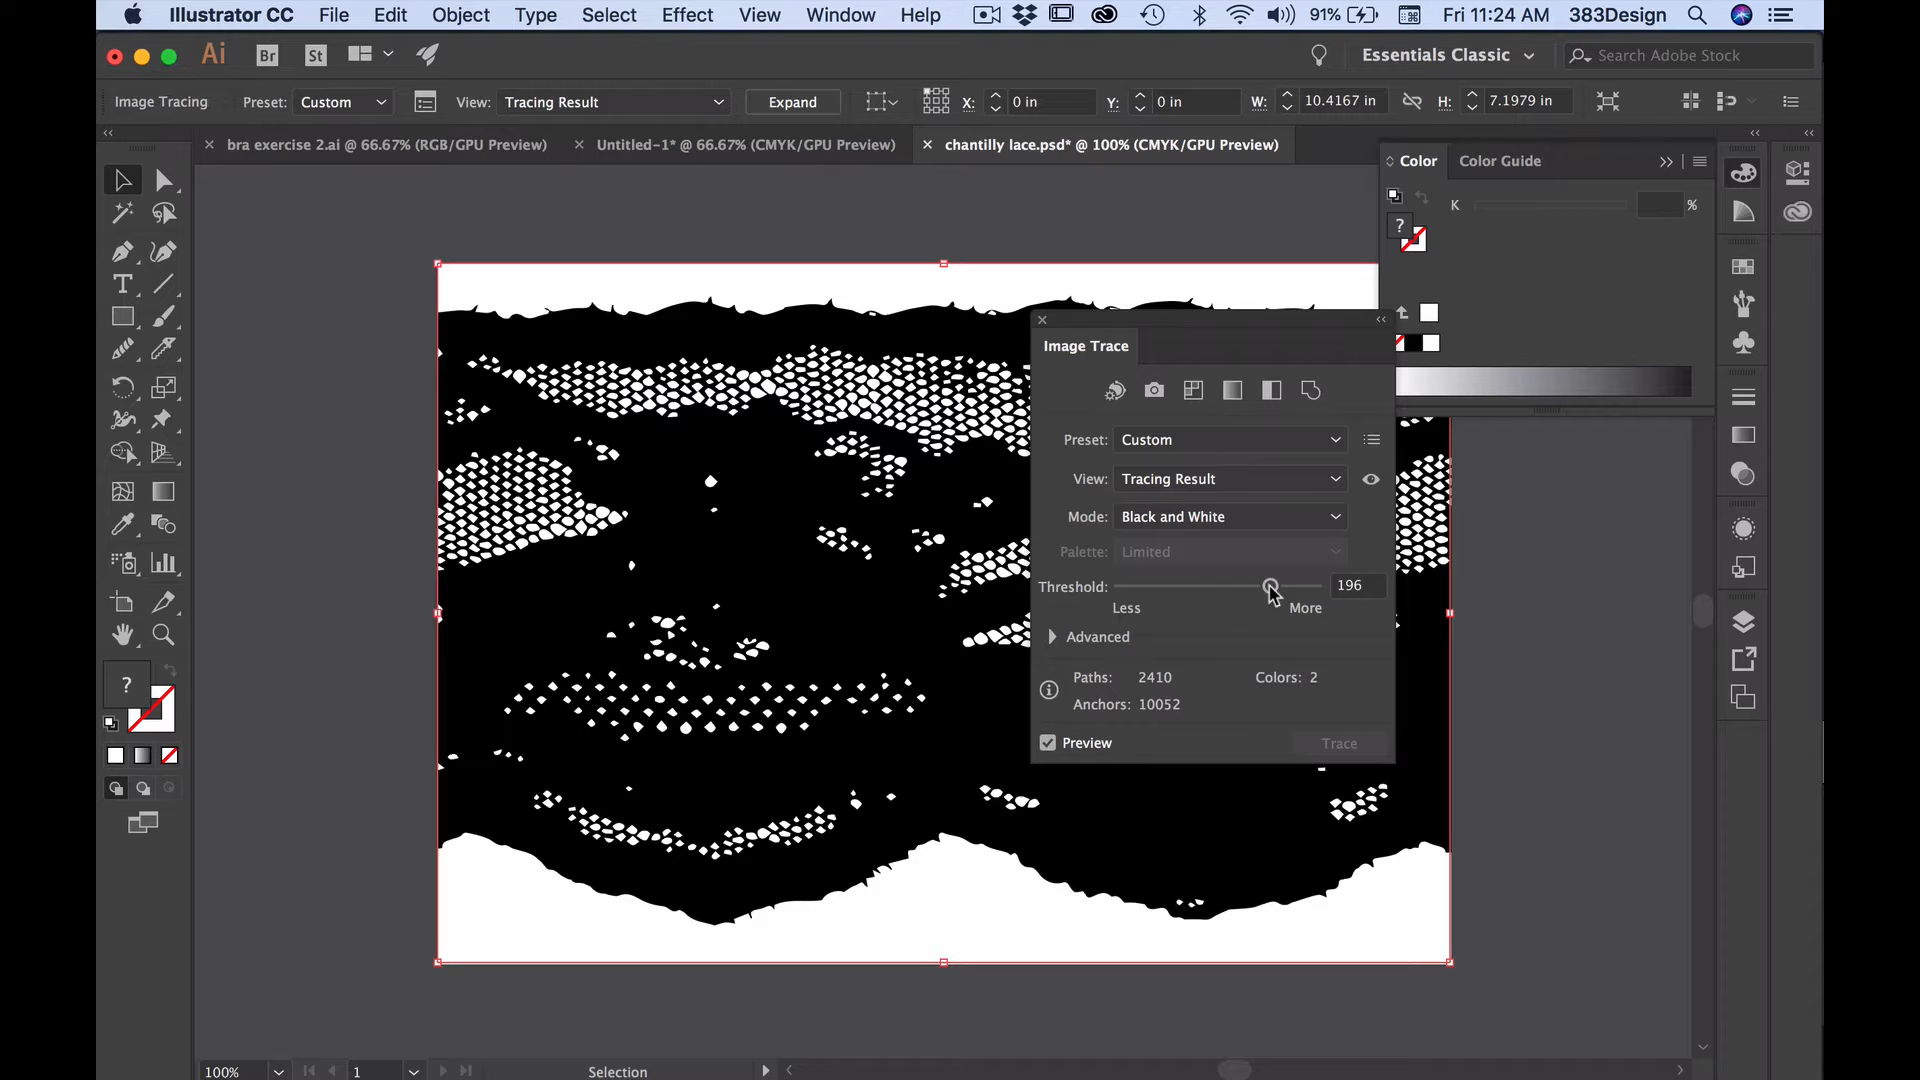 Illustrator CC File Edit Object Type Select Effect View Window Help 91% Fri 11:24 AM 383Design
Ai Br St Essentials Classic Search Adobe Stock
Image Tracing Preset: Custom View: Tracing Result Expand X: 0 in Y: 0 in W: 10.4167 in H: 7.1979 in
bra exercise 2.ai @ 66.67% (RGB/GPU Preview) Untitled-1* @ 66.67% (CMYK/GPU Preview) chantilly lace.psd* @ 100% (CMYK/GPU Preview)
Color Color Guide
K %
?
Image Trace
Preset: Custom
View: Tracing Result
Mode: Black and White
Palette: Limited
Threshold: 196
Less More
Advanced
Paths: 2410 Colors: 2
Anchors: 10052
Preview Trace
?
100% 1 Selection